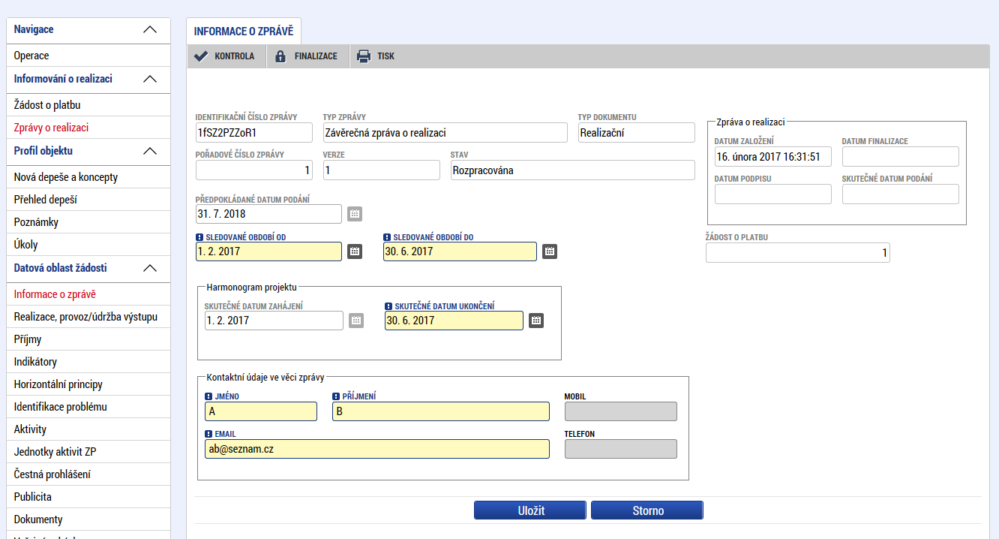 Navigace
Operace
Informování o realizaci
Žádost o platbu
Zprávy o realizaci
Profil objektu
Nová depeše a koncepty
Přehled depeší
Poznámky
Úkoly
Datová oblast žádosti
Informace o zprávě
Realizace, provoz/údržba výstupu
Příjmy
Indikátory
Horizontální principy
Identifikace problému
Aktivity
Jednotky aktivit ZP
Čestná prohlášení
Publicita
Dokumenty
INFORMACE O ZPRÁVĚ
KONTROLA FINALIZACE TISK
IDENTIFIKAČNÍ ČÍSLO ZPRÁVY TYP ZPRÁVY TYP DOKUMENTU
1fSZ2PZZoR1 Závěrečná zpráva o realizaci Realizační
POŘADOVÉ ČÍSLO ZPRÁVY VERZE STAV
1 1 Rozpracována
PŘEDPOKLÁDANÉ DATUM PODÁNÍ
31. 7. 2018
SLEDOVANÉ OBDOBÍ OD SLEDOVANÉ OBDOBÍ DO
1. 2. 2017 30. 6. 2017
Zpráva o realizaci
DATUM ZALOŽENÍ DATUM FINALIZACE
16. února 2017 16:31:51
DATUM PODPISU SKUTEČNÉ DATUM PODÁNÍ
ŽÁDOST O PLATBU
1
Harmonogram projektu
SKUTEČNÉ DATUM ZAHÁJENÍ SKUTEČNÉ DATUM UKONČENÍ
1. 2. 2017 30. 6. 2017
Kontaktní údaje ve věci zprávy
JMÉNO PŘÍJMENÍ MOBIL
A B
EMAIL TELEFON
ab@seznam.cz
Uložit Storno